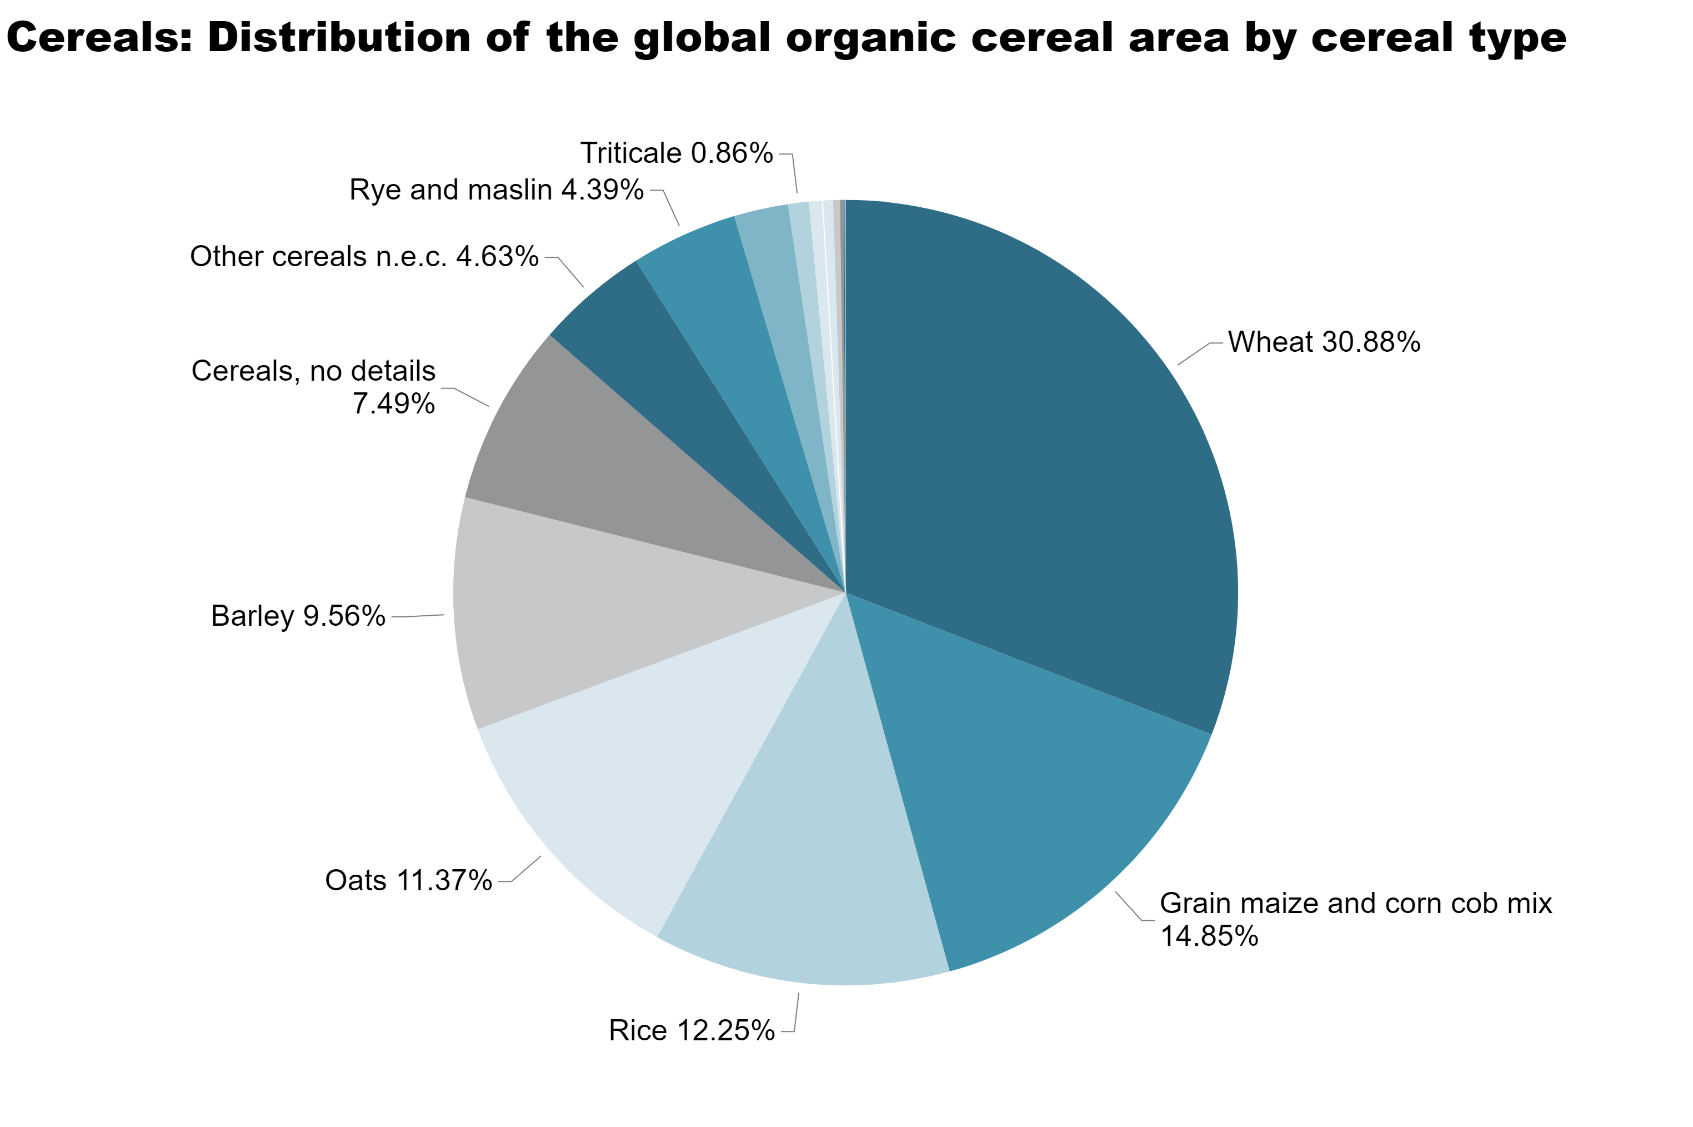 Cereals: Distribution of the global organic cereal area by cereal type
Triticale 0.86%
Rye and maslin 4.39%
Other cereals n.e.c. 4.63%
Wheat 30.88%
Cereals, no details
7.49%
Barley 9.56%
Oats 11.37%
Grain maize and corn cob mix
14.85%
Rice 12.25%